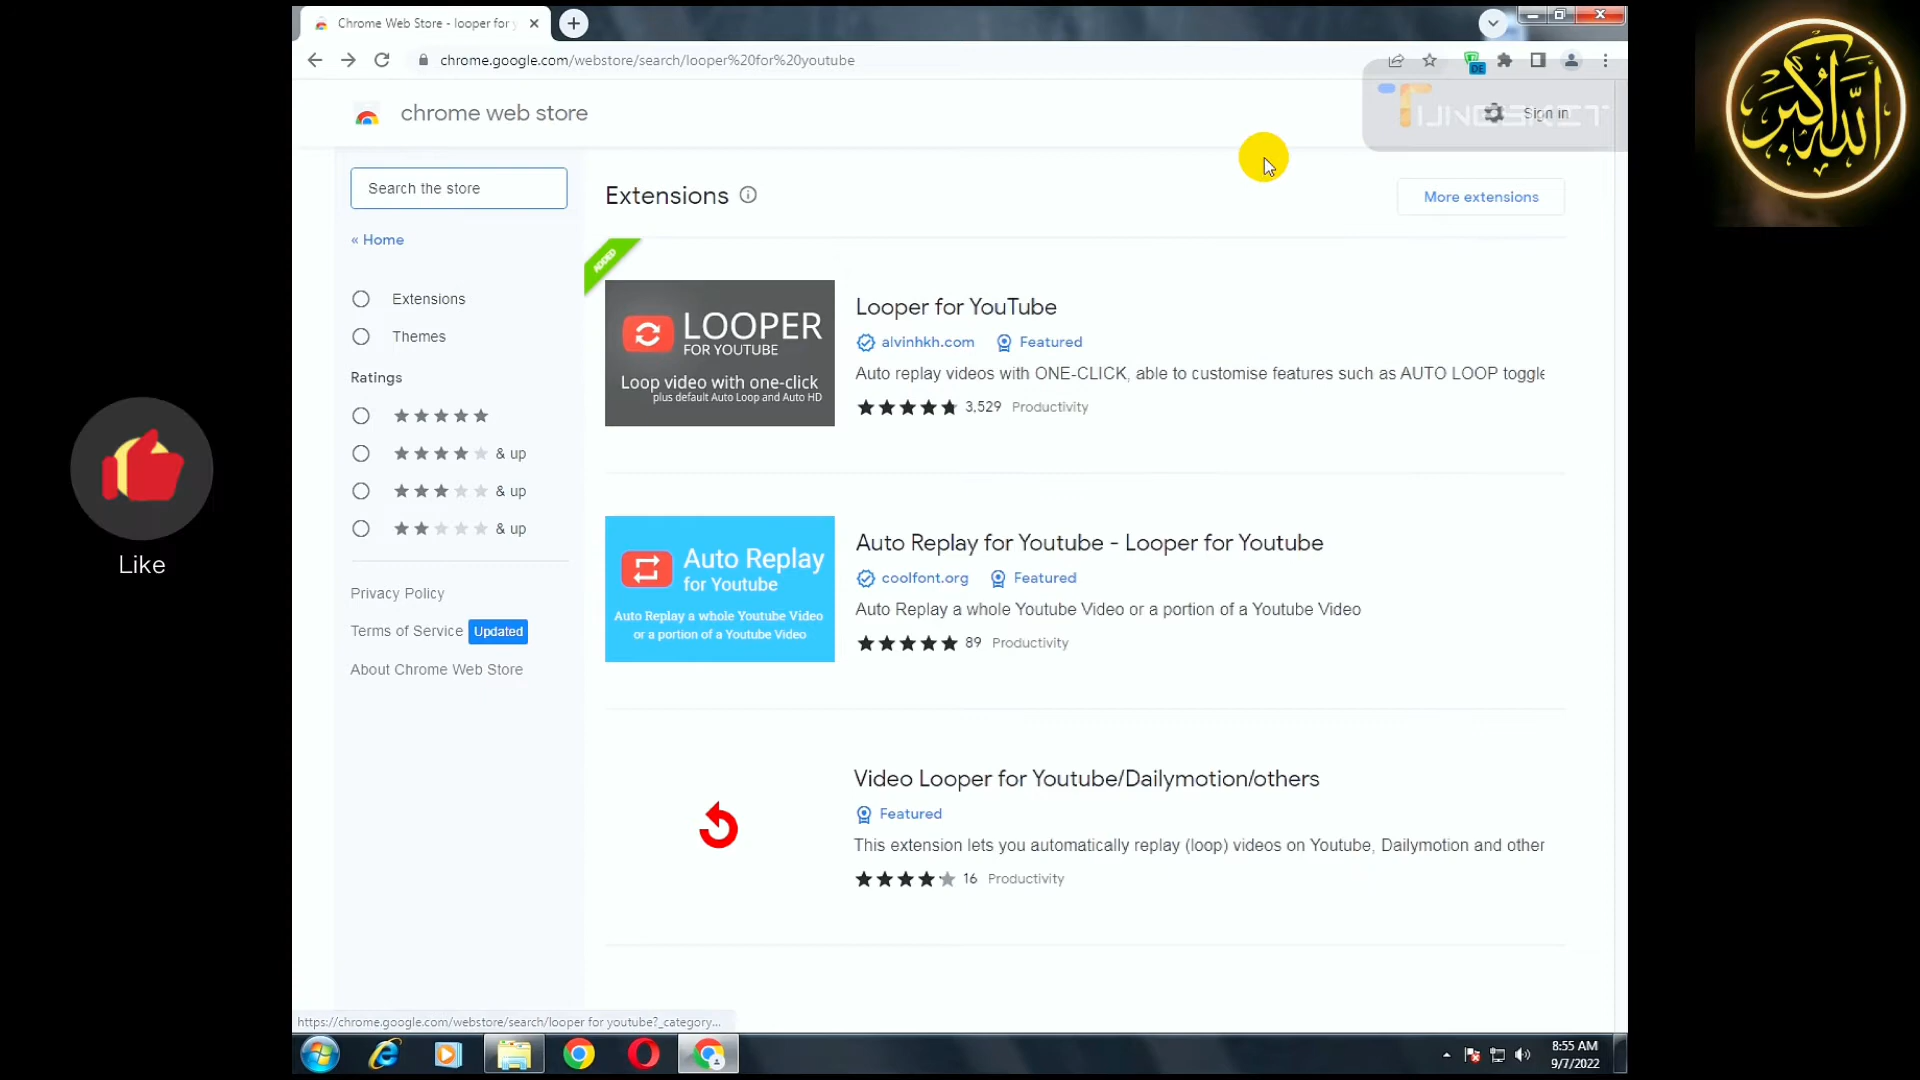 Chrome Web Store - looper for y
chrome.google.com/webstore/search/looper%20for%20youtube
DE
chrome web store
TUNGSKIT
Sign in
الله أكبر
Search the store
Extensions
More extensions
« Home
ADDED
Extensions
Themes
Ratings
& up
& up
& up
Privacy Policy
Terms of Service Updated
About Chrome Web Store
LOOPER
FOR YOUTUBE
Loop video with one-click
plus default Auto Loop and Auto HD
Looper for YouTube
alvinhkh.com Featured
Auto replay videos with ONE-CLICK, able to customise features such as AUTO LOOP toggle
3,529 Productivity
Auto Replay
for Youtube
Auto Replay a whole Youtube Video
or a portion of a Youtube Video
Auto Replay for Youtube - Looper for Youtube
coolfont.org Featured
Auto Replay a whole Youtube Video or a portion of a Youtube Video
89 Productivity
Video Looper for Youtube/Dailymotion/others
Featured
This extension lets you automatically replay (loop) videos on Youtube, Dailymotion and other
16 Productivity
Like
https://chrome.google.com/webstore/search/looper for youtube?_category...
8:55 AM
9/7/2022